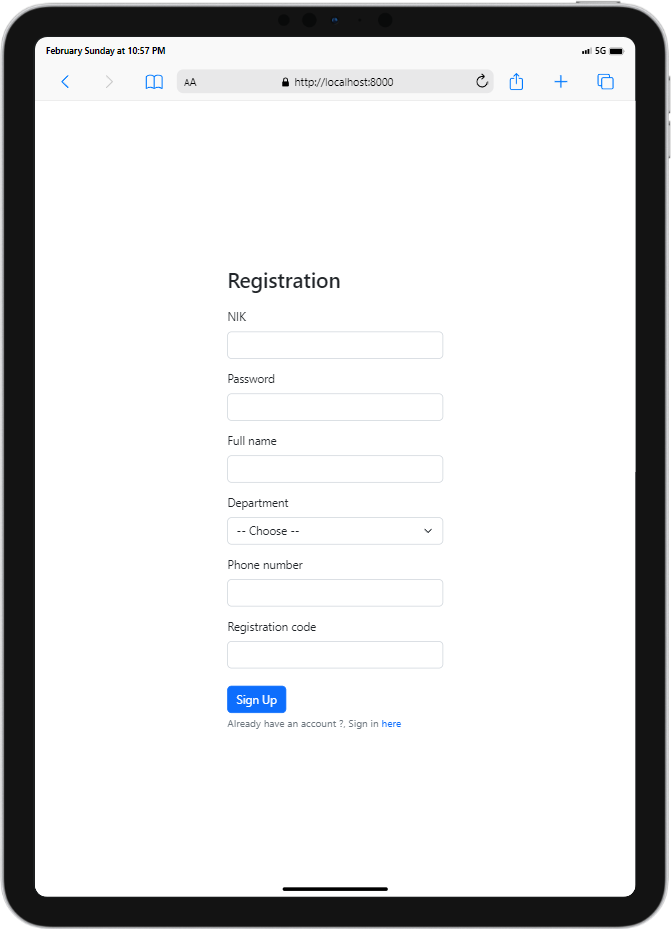 February Sunday at 10:57 PM
5G
AA
http://localhost:8000
Registration
NIK
Password
Full name
Department
-- Choose --
Phone number
Registration code
Sign Up
Already have an account ?, Sign in here